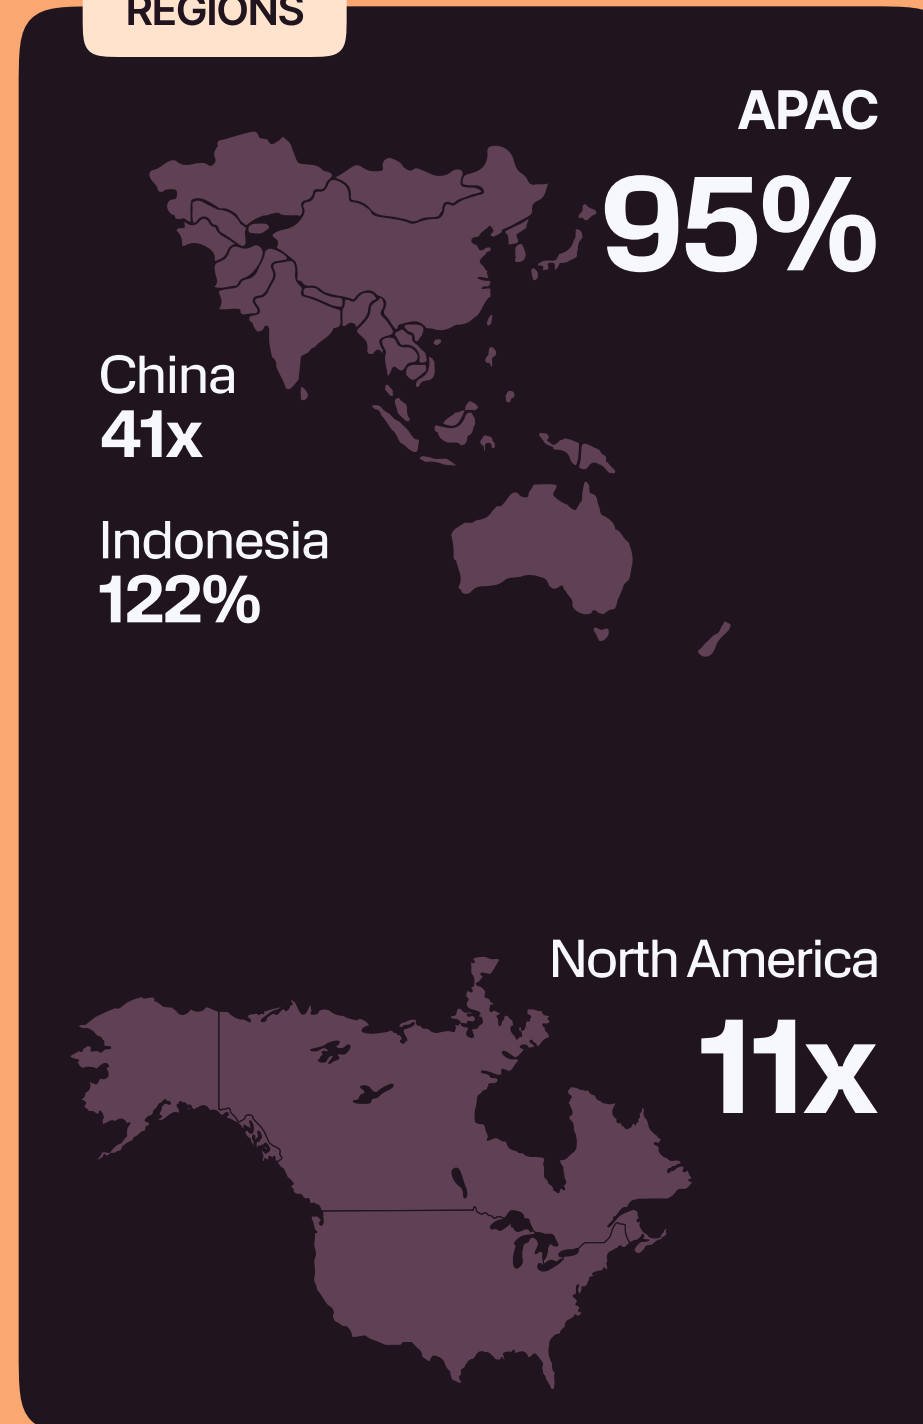 REGIONS
APAC
95%
China
41x
Indonesia
122%
North America
11x